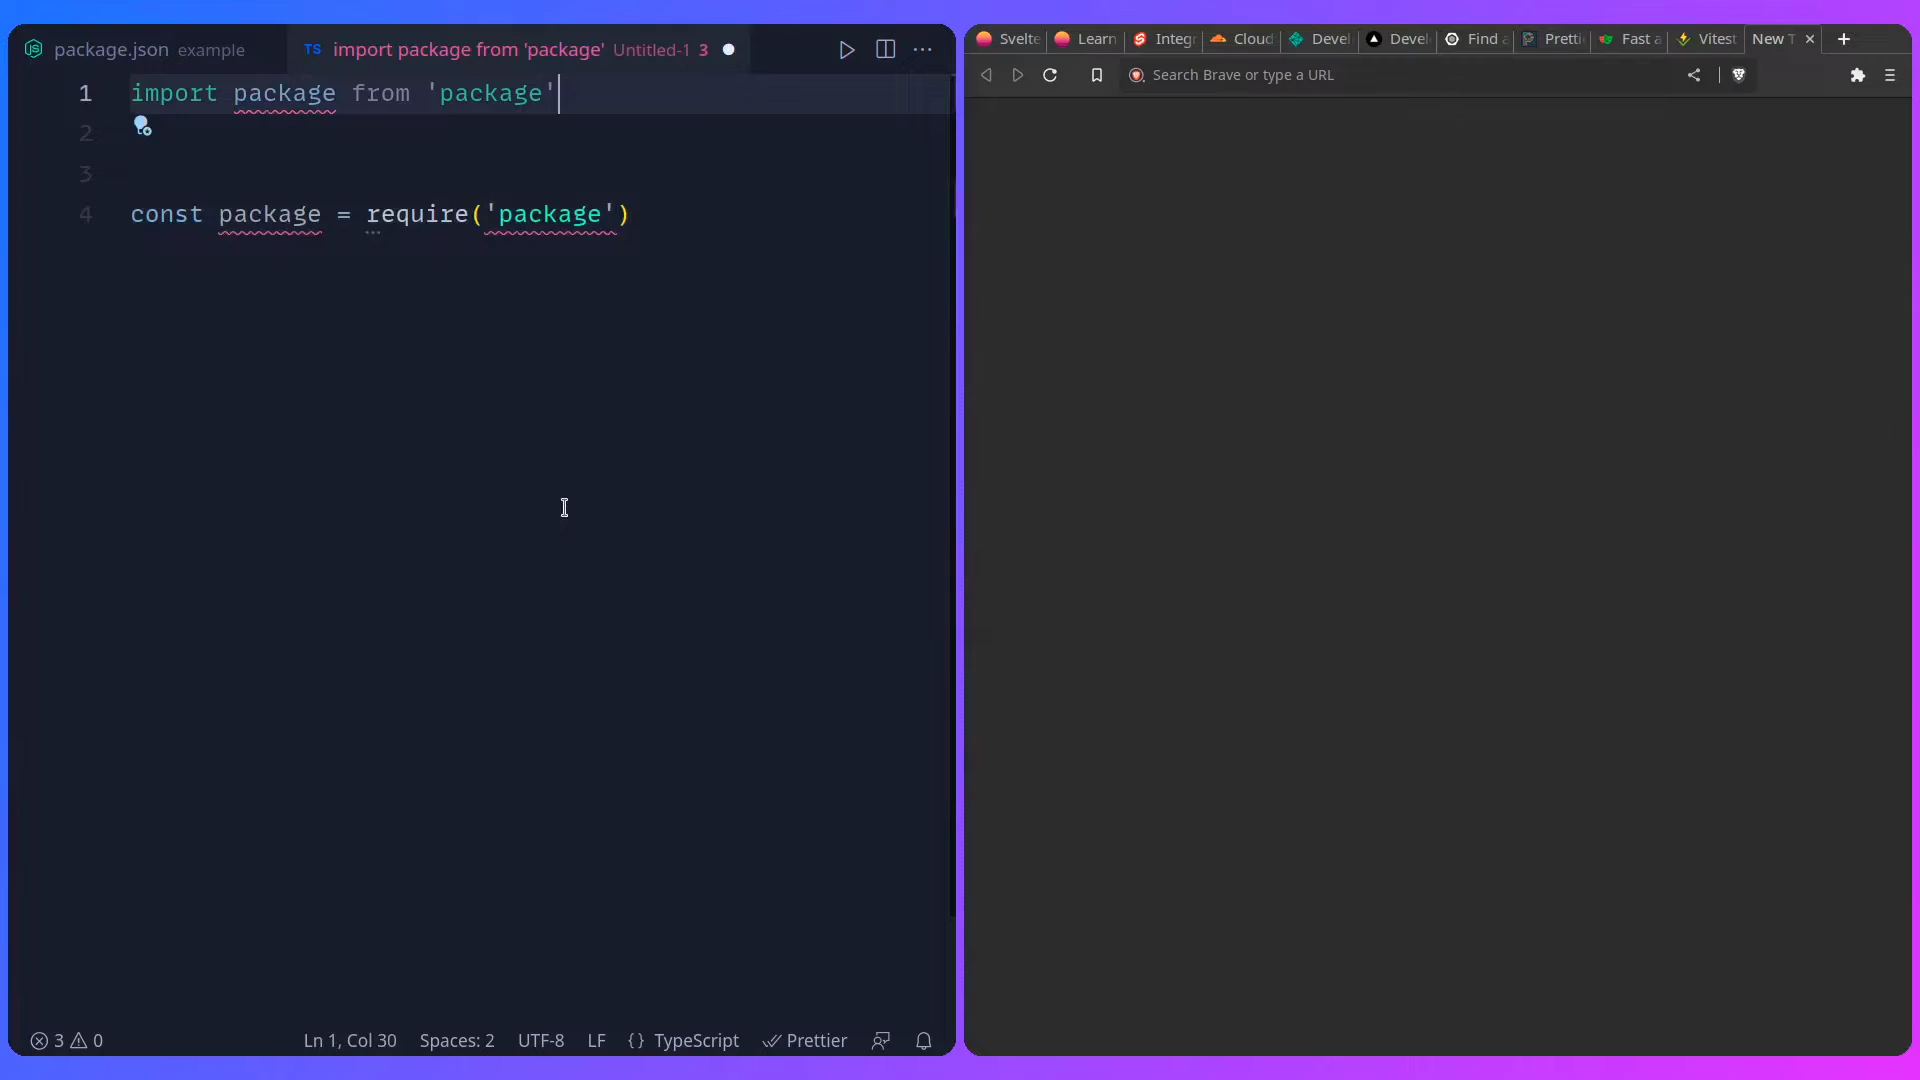 package.json example
TS import package from 'package' Untitled-1 3
1 import package from 'package'
2
3
4 const package = require('package')
3 0 Ln 1, Col 30 Spaces: 2 UTF-8 LF {} TypeScript Prettier
Svelte Learn Integr Cloud Devel Devel Find a Pretti Fast a Vitest New T
Search Brave or type a URL